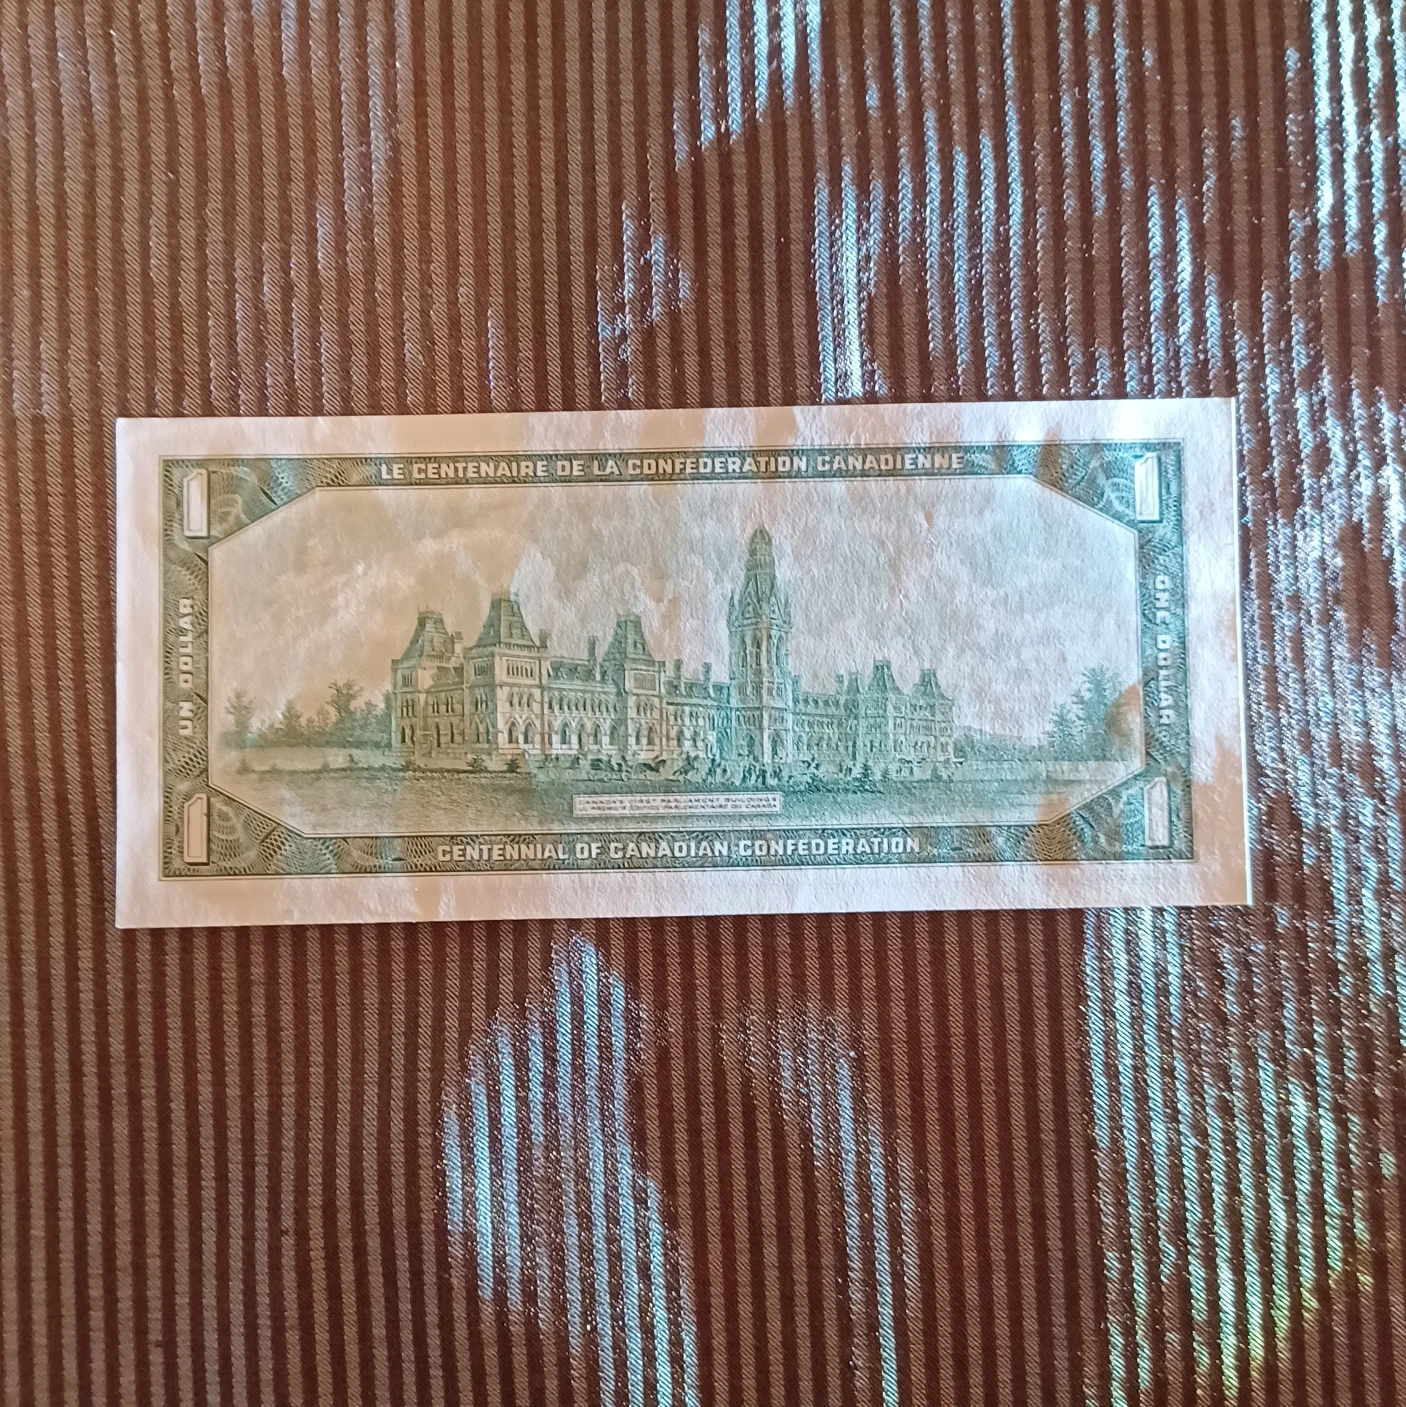 LE CENTENAIRE DE LA CONFEDERATION CANADIENNE
1
1
UN DOLLAR
ONE DOLLAR
CANADA'S FIRST PARLIAMENT BUILDINGS
LE PREMIER ÉDIFICE PARLEMENTAIRE DU CANADA
1
1
CENTENNIAL OF CANADIAN CONFEDERATION